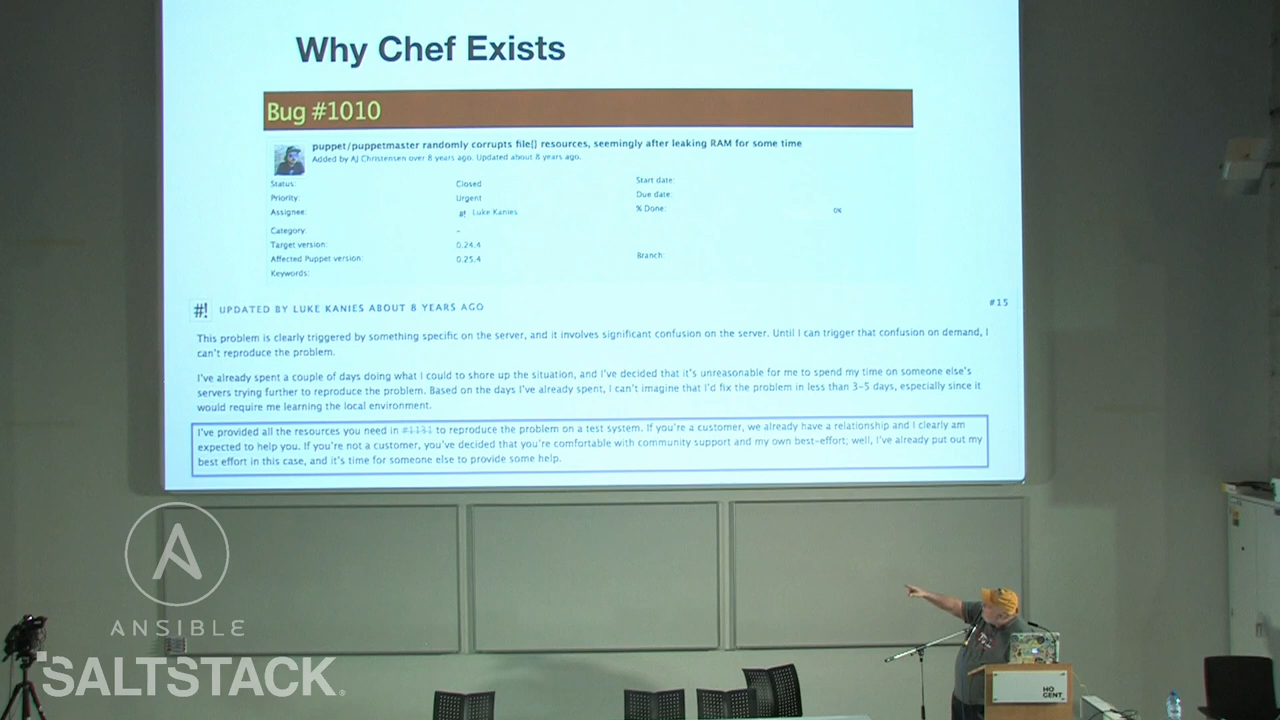 Why Chef Exists
Bug #1010
puppet/puppetmaster randomly corrupts file() resources, seemingly after leaking RAM for some time
Added by AJ Christensen over 8 years ago. Updated about 8 years ago.
Status: Closed Start date:
Priority: Urgent Due date:
Assignee: #! Luke Kanies % Done: 0%
Category: -
Target version: 0.24.4
Affected Puppet version: 0.25.4 Branch:
Keywords:
#! UPDATED BY LUKE KANIES ABOUT 8 YEARS AGO #15
This problem is clearly triggered by something specific on the server, and it involves significant confusion on the server. Until I can trigger that confusion on demand, I
can't reproduce the problem.
I've already spent a couple of days doing what I could to shore up the situation, and I've decided that it's unreasonable for me to spend my time on someone else's
servers trying further to reproduce the problem. Based on the days I've already spent, I can't imagine that I'd fix the problem in less than 3-5 days, especially since it
would require me learning the local environment.
I've provided all the resources you need in #1131 to reproduce the problem on a test system. If you're a customer, we already have a relationship and I clearly am
expected to help you. If you're not a customer, you've decided that you're comfortable with community support and my own best-effort; well, I've already put out my
best effort in this case, and it's time for someone else to provide some help.
ANSIBLE
SALTSTACK
HO
GENT